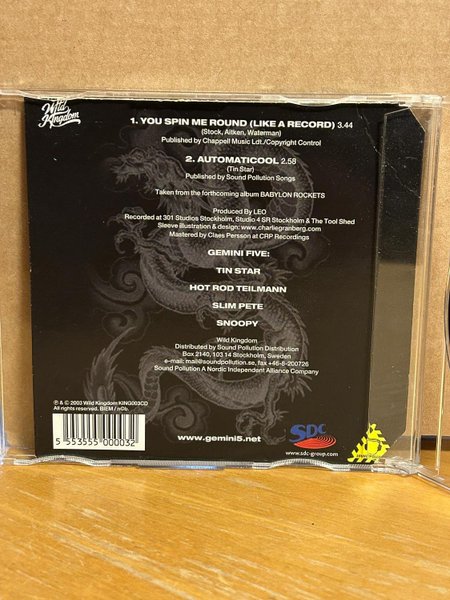 Wild Kingdom
1. YOU SPIN ME ROUND (LIKE A RECORD) 3.44
(Stock, Aitken, Waterman)
Published by Chappell Music Ldt./Copyright Control
2. AUTOMATICOOL 2.58
(Tin Star)
Published by Sound Pollution Songs
Taken from the forthcoming album BABYLON ROCKETS
Produced By LEO
Recorded at 301 Studios Stockholm, Studio 4 SR Stockholm & The Tool Shed
Sleeve illustration & design: www.charliegranberg.com
Mastered by Claes Persson at CRP Recordings
GEMINI FIVE:
TIN STAR
HOT ROD TEILMANN
SLIM PETE
SNOOPY
Wild Kingdom
Distributed by Sound Pollution Distribution
Box 2140, 103 14 Stockholm, Sweden
e-mail: mail@soundpollution.se, fax +46-8-200726
Sound Pollution A Nordic Independant Alliance Company
℗ & © 2003 Wild Kingdom KING003CD
All rights reserved. BIEM / nOb.
5 553555 000032
www.gemini5.net
SDC
www.sdc-group.com